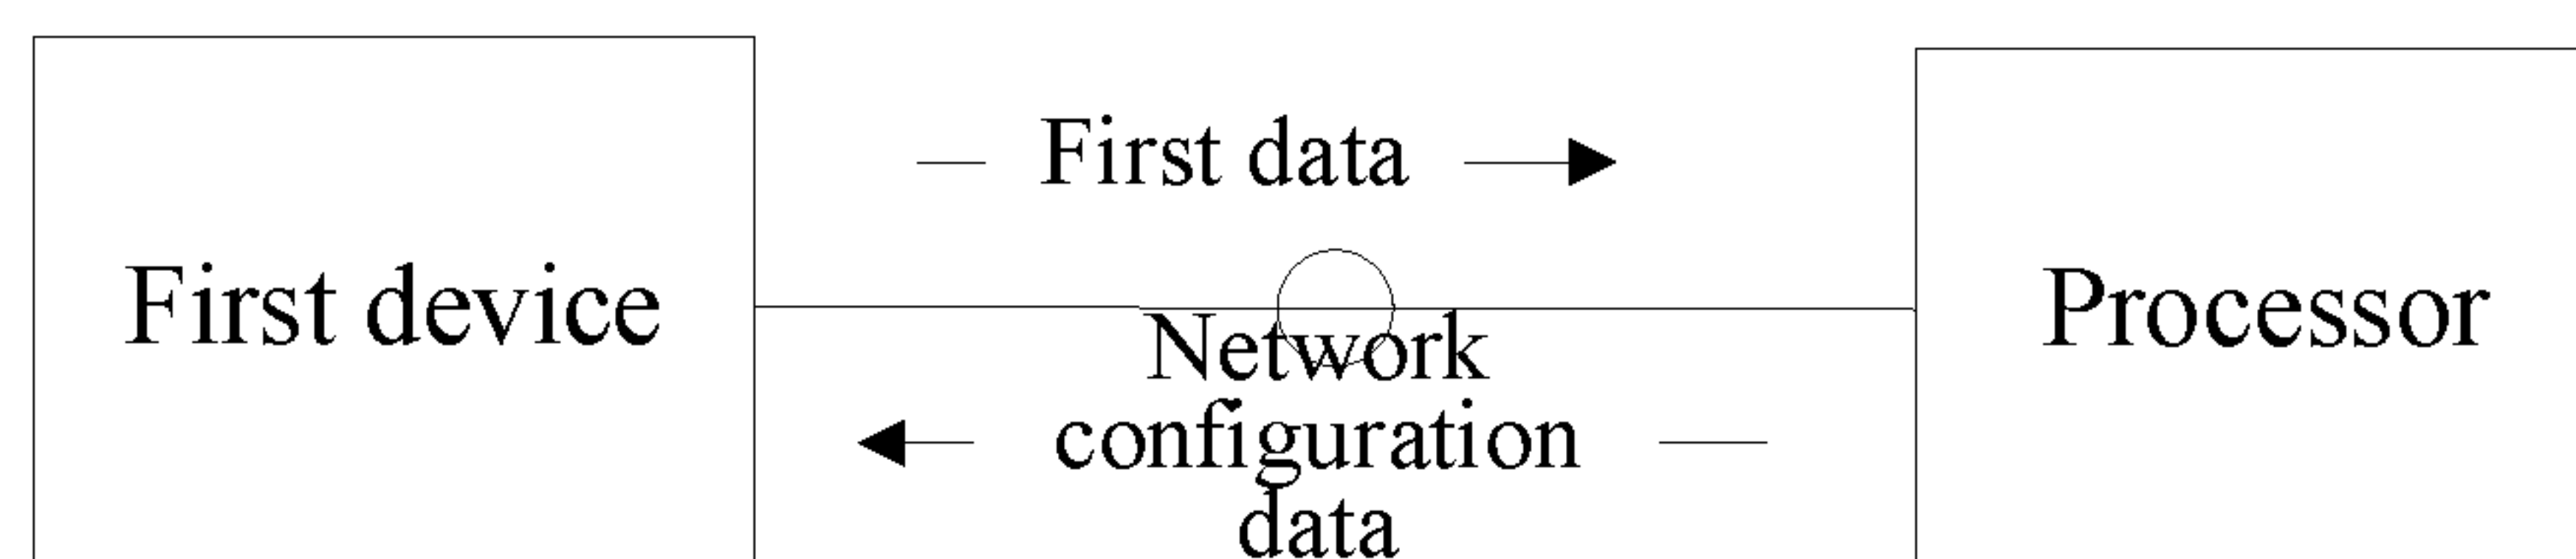 First data
First device
Processor
Network
configuration
data